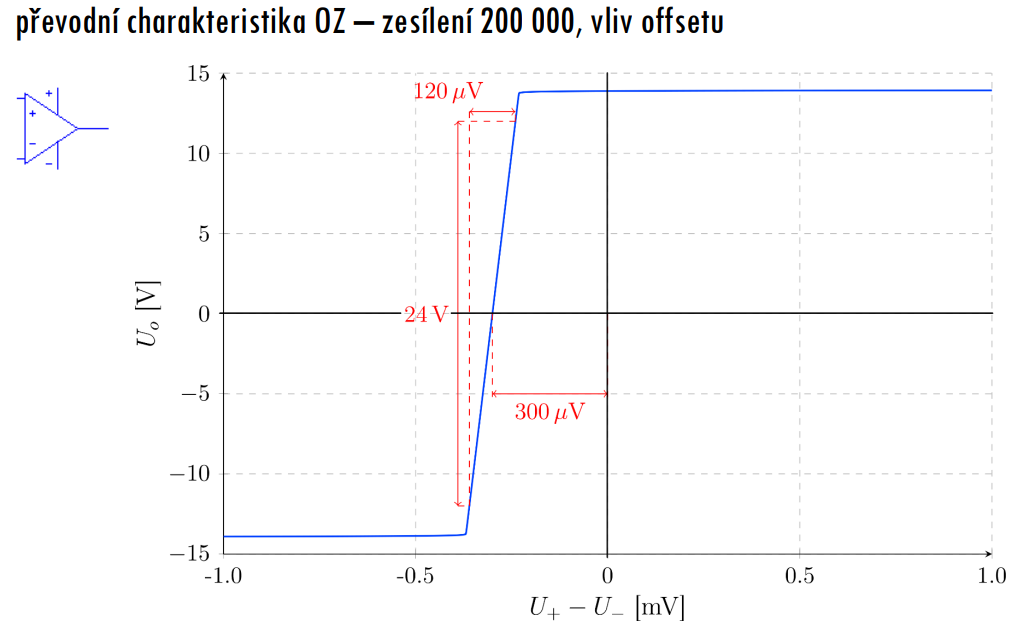 převodní charakteristika OZ – zesílení 200 000, vliv offsetu
+
+
−
−
15
10
5
0
−5
−10
−15
U_o [V]
120 μV
24 V
300 μV
-1.0
-0.5
0
0.5
1.0
U_+ − U_− [mV]